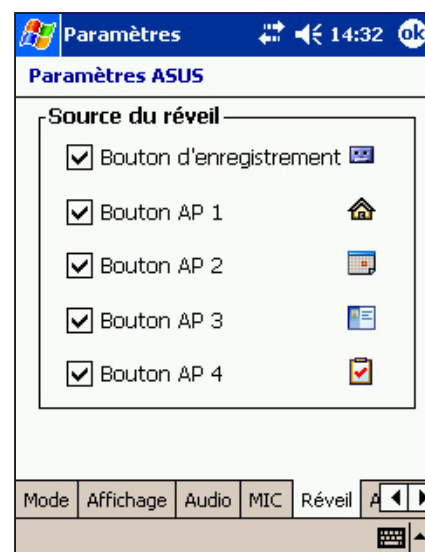 Paramètres 14:32 ok
Paramètres ASUS
Source du réveil
Bouton d'enregistrement
Bouton AP 1
Bouton AP 2
Bouton AP 3
Bouton AP 4
Mode Affichage Audio MIC Réveil A